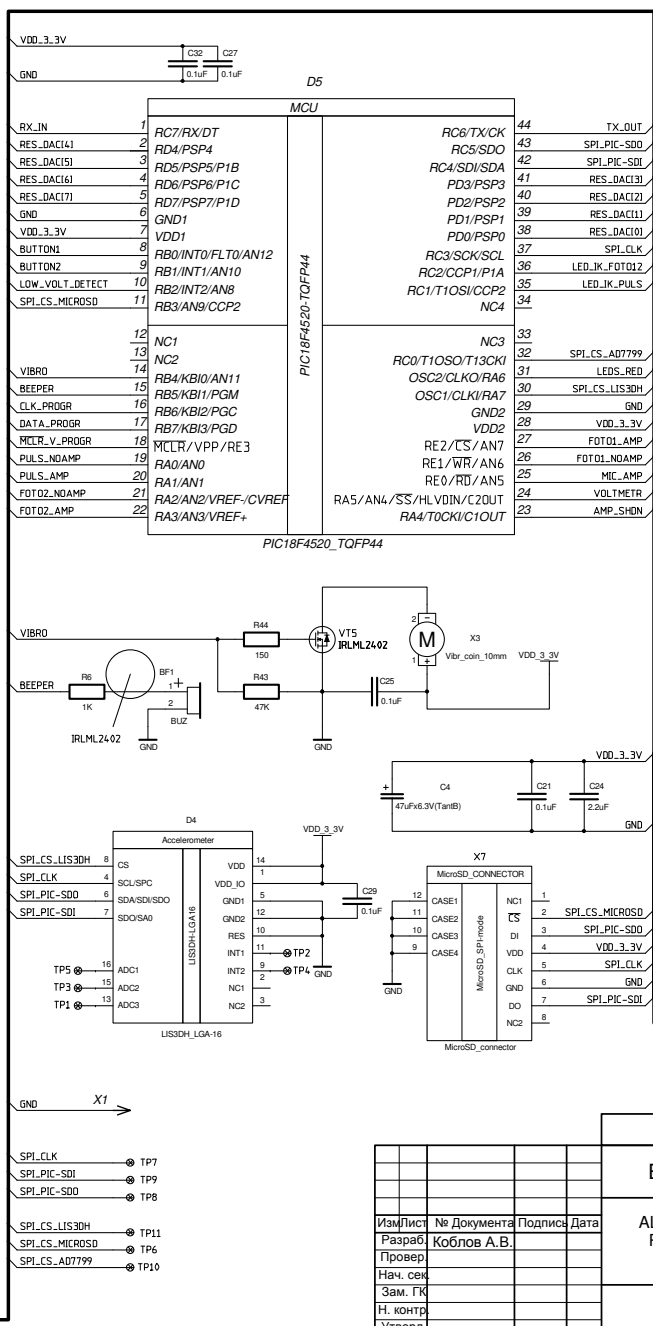 VDD_3_3V
C32 C27
GND 0.1uF 0.1uF
D5
MCU
RX_IN 1 RC7/RX/DT RC6/TX/CK 44 TX_OUT
RES_DAC[4] 2 RD4/PSP4 RC5/SDO 43 SPI_PIC-SDO
RES_DAC[5] 3 RD5/PSP5/P1B RC4/SDI/SDA 42 SPI_PIC-SDI
RES_DAC[6] 4 RD6/PSP6/P1C PD3/PSP3 41 RES_DAC[3]
RES_DAC[7] 5 RD7/PSP7/P1D PD2/PSP2 40 RES_DAC[2]
GND 6 GND1 PD1/PSP1 39 RES_DAC[1]
VDD_3_3V 7 VDD1 PD0/PSP0 38 RES_DAC[0]
BUTTON1 8 RB0/INT0/FLT0/AN12 RC3/SCK/SCL 37 SPI_CLK
BUTTON2 9 RB1/INT1/AN10 RC2/CCP1/P1A 36 LED_IK_FOTO12
LOW_VOLT_DETECT 10 RB2/INT2/AN8 RC1/T1OSI/CCP2 35 LED_IK_PULS
SPI_CS_MICROSD 11 RB3/AN9/CCP2 NC4 34
PIC18F4520-TQFP44
12 NC1 NC3 33
13 NC2 RC0/T1OSO/T13CKI 32 SPI_CS_AD7799
VIBRO 14 RB4/KBI0/AN11 OSC2/CLKO/RA6 31 LEDS_RED
BEEPER 15 RB5/KBI1/PGM OSC1/CLKI/RA7 30 SPI_CS_LIS3DH
CLK_PROGR 16 RB6/KBI2/PGC GND2 29 GND
DATA_PROGR 17 RB7/KBI3/PGD VDD2 28 VDD_3_3V
MCLR_V_PROGR 18 MCLR/VPP/RE3 RE2/CS/AN7 27 FOTO1_AMP
PULS_NOAMP 19 RA0/AN0 RE1/WR/AN6 26 FOTO1_NOAMP
PULS_AMP 20 RA1/AN1 RE0/RD/AN5 25 MIC_AMP
FOTO2_NOAMP 21 RA2/AN2/VREF-/CVREF RA5/AN4/SS/HLVDIN/C2OUT 24 VOLTMETR
FOTO2_AMP 22 RA3/AN3/VREF+ RA4/T0CKI/C1OUT 23 AMP_SHDN
PIC18F4520_TQFP44
VIBRO R44 150 VT5 IRLML2402 2 - M 1 + X3 Vibr_coin_10mm VDD_3_3V
BEEPER R6 1K BF1 1 + 2 BUZ R43 47K C25 0.1uF
IRLML2402 GND GND
VDD_3_3V
+ C4 47uFx6.3V(TantB) C21 0.1uF C24 2.2uF
GND
D4
Accelerometer
VDD_3_3V
SPI_CS_LIS3DH 8 CS VDD 14
SPI_CLK 4 SCL/SPC VDD_IO 1
SPI_PIC-SDO 6 SDA/SDI/SDO GND1 5
SPI_PIC-SDI 7 SDO/SA0 GND2 12
C29 0.1uF
RES 10
INT1 11 TP2
TP5 16 ADC1 INT2 9 TP4 GND
TP3 15 ADC2 NC1 2
TP1 13 ADC3 NC2 3
LIS3DH-LGA16
LIS3DH_LGA-16
X7
MicroSD_CONNECTOR
12 CASE1 NC1 1
11 CASE2 CS 2 SPI_CS_MICROSD
10 CASE3 DI 3 SPI_PIC-SDO
9 CASE4 VDD 4 VDD_3_3V
CLK 5 SPI_CLK
GND GND 6 GND
DO 7 SPI_PIC-SDI
NC2 8
MicroSD_SPI-mode
MicroSD_connector
GND X1
SPI_CLK TP7
SPI_PIC-SDI TP9
SPI_PIC-SDO TP8
SPI_CS_LIS3DH TP11
SPI_CS_MICROSD TP6
SPI_CS_AD7799 TP10
Изм Лист № Документа Подпись Дата
Разраб. Коблов А.В.
Провер.
Нач. сек
Зам. ГК
Н. контр.